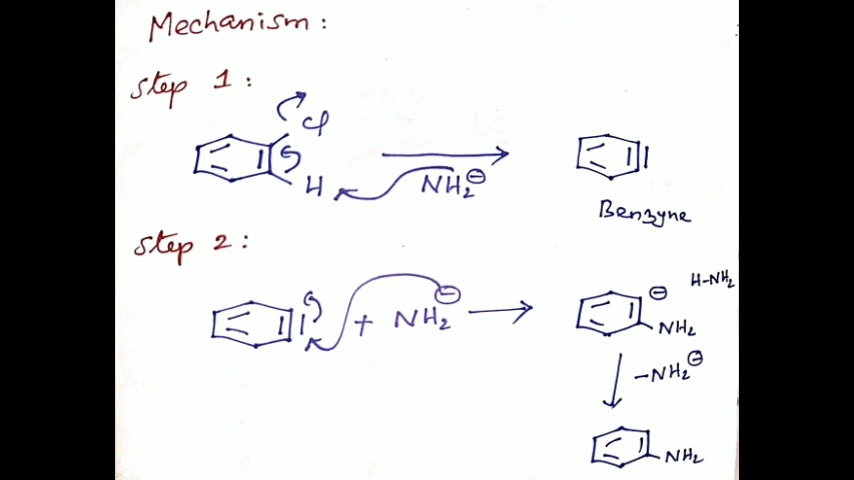 Mechanism:
Step 1:
Cl
H
NH2⊖
Benzyne
Step 2:
+ NH2⊖
⊖
H-NH2
NH2
-NH2⊖
NH2